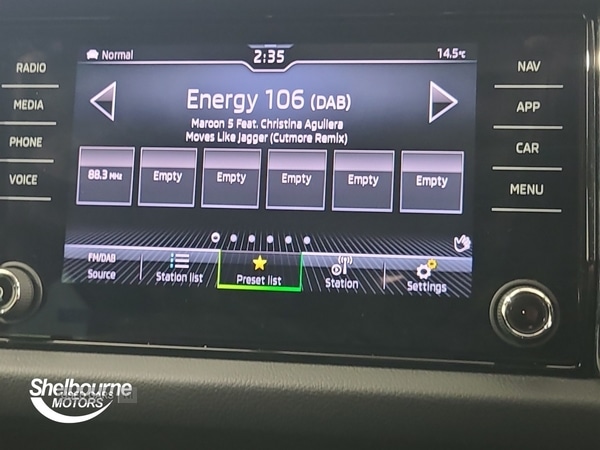 Normal
2:35
14.5°C
RADIO
MEDIA
PHONE
VOICE
NAV
APP
CAR
MENU
Energy 106 (DAB)
Maroon 5 Feat. Christina Aguilera
Moves Like Jagger (Cutmore Remix)
88.3 MHz
Empty
Empty
Empty
Empty
Empty
FM/DAB
Source
Station list
Preset list
Station
Settings
Shelbourne
MOTORS